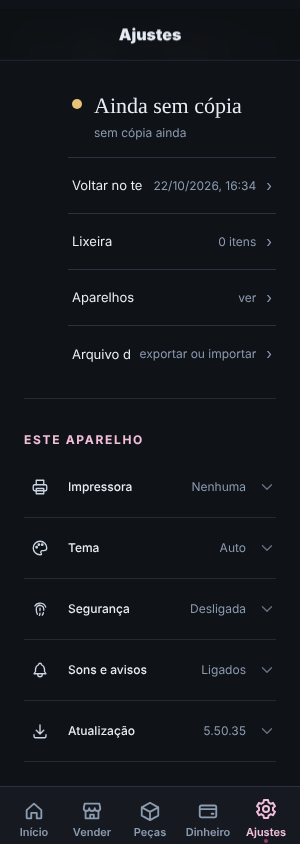 Ajustes
Ainda sem cópia
sem cópia ainda
Voltar no te 22/10/2026, 16:34
Lixeira 0 itens
Aparelhos ver
Arquivo d exportar ou importar
ESTE APARELHO
Impressora Nenhuma
Tema Auto
Segurança Desligada
Sons e avisos Ligados
Atualização 5.50.35
Início Vender Peças Dinheiro Ajustes